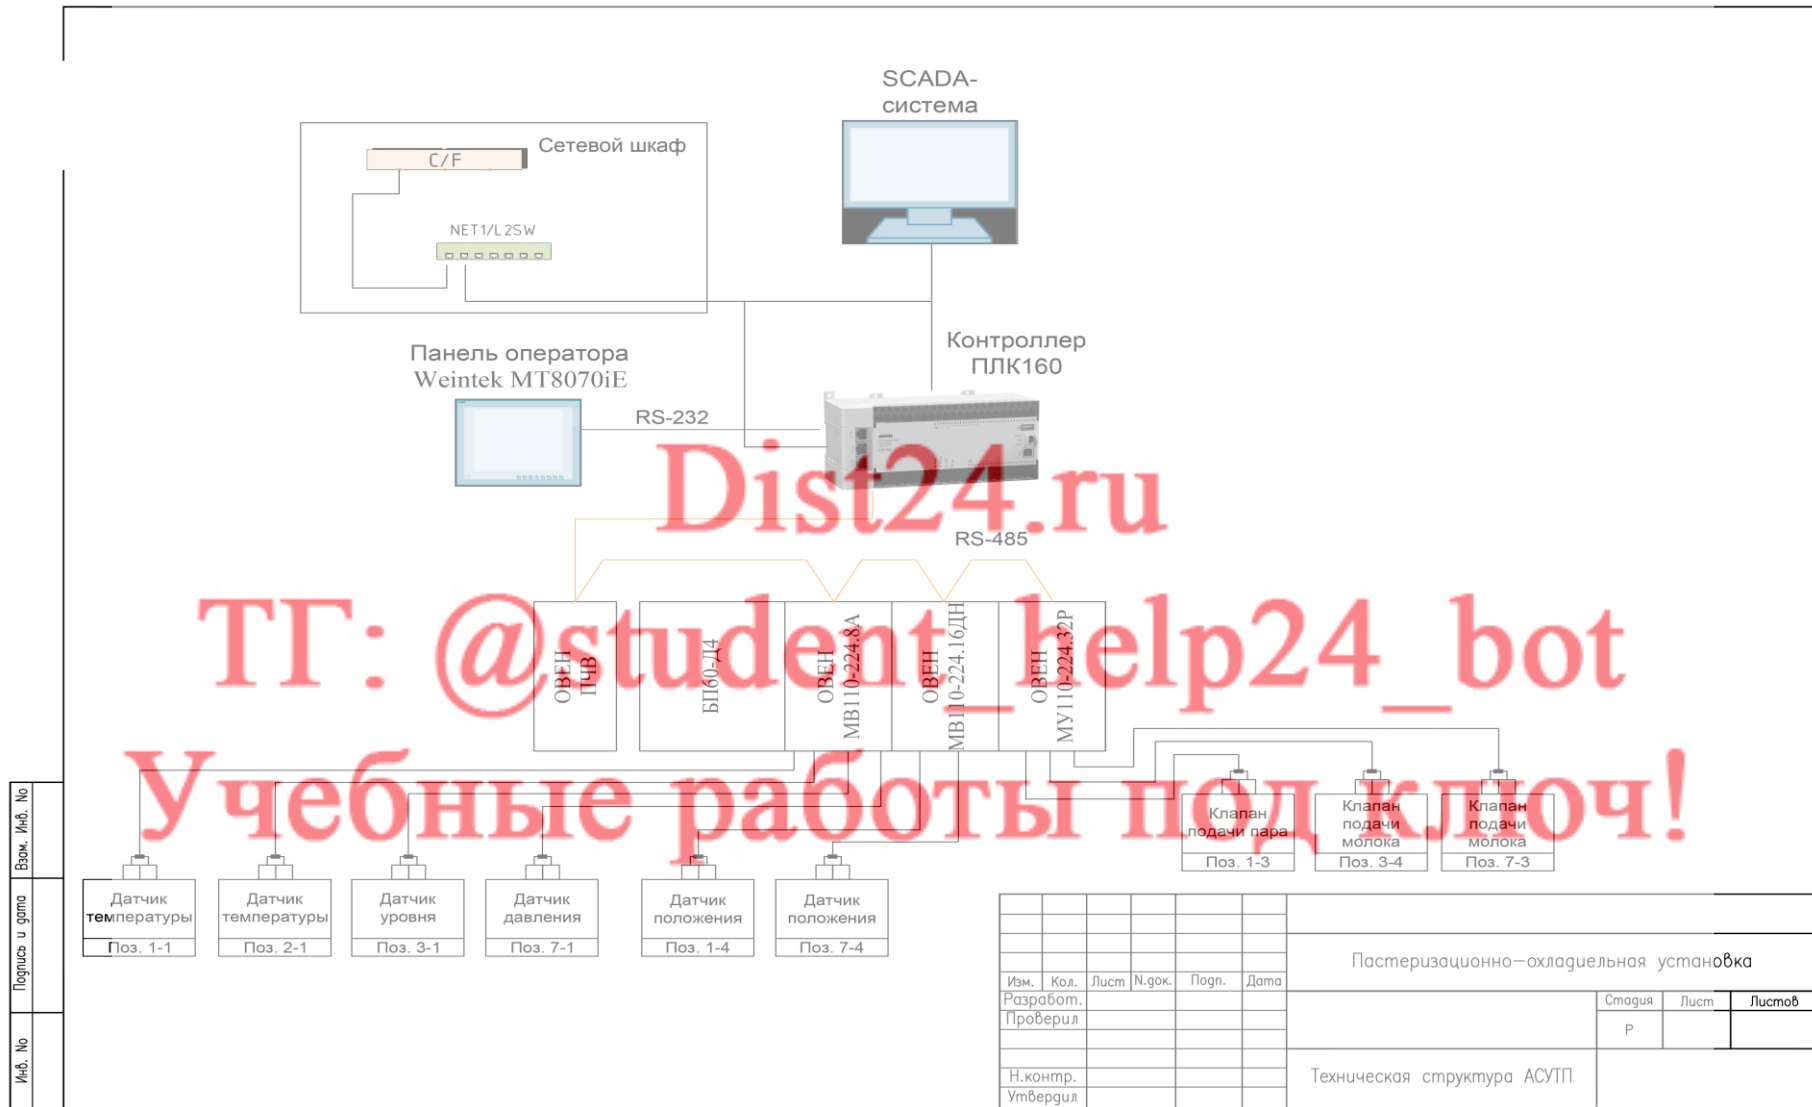 SCADA-
система
Сетевой шкаф
C/F
NET1/L2SW
Панель оператора
Weintek MT8070iE
Контроллер
ПЛК160
RS-232
Dist24.ru
RS-485
ТГ: @student_help24_bot
ОВЕН
ПЧВ
БП60-Д4
ОВЕН
МВ110-224.8А
ОВЕН
МВ110-224.16ДН
ОВЕН
МУ110-224.32Р
Учебные работы под ключ!
Клапан
подачи пара
Поз. 1-3
Клапан
подачи
молока
Поз. 3-4
Клапан
подачи
молока
Поз. 7-3
Датчик
температуры
Поз. 1-1
Датчик
температуры
Поз. 2-1
Датчик
уровня
Поз. 3-1
Датчик
давления
Поз. 7-1
Датчик
положения
Поз. 1-4
Датчик
положения
Поз. 7-4
Взам. Инв. No
Подпись и дата
Инв. No
Изм. Кол. Лист N.док. Подп. Дата
Разработ.
Проверил
Н.контр.
Утвердил
Пастеризационно-охладиельная установка
Стадия Лист Листов
Р
Техническая структура АСУТП